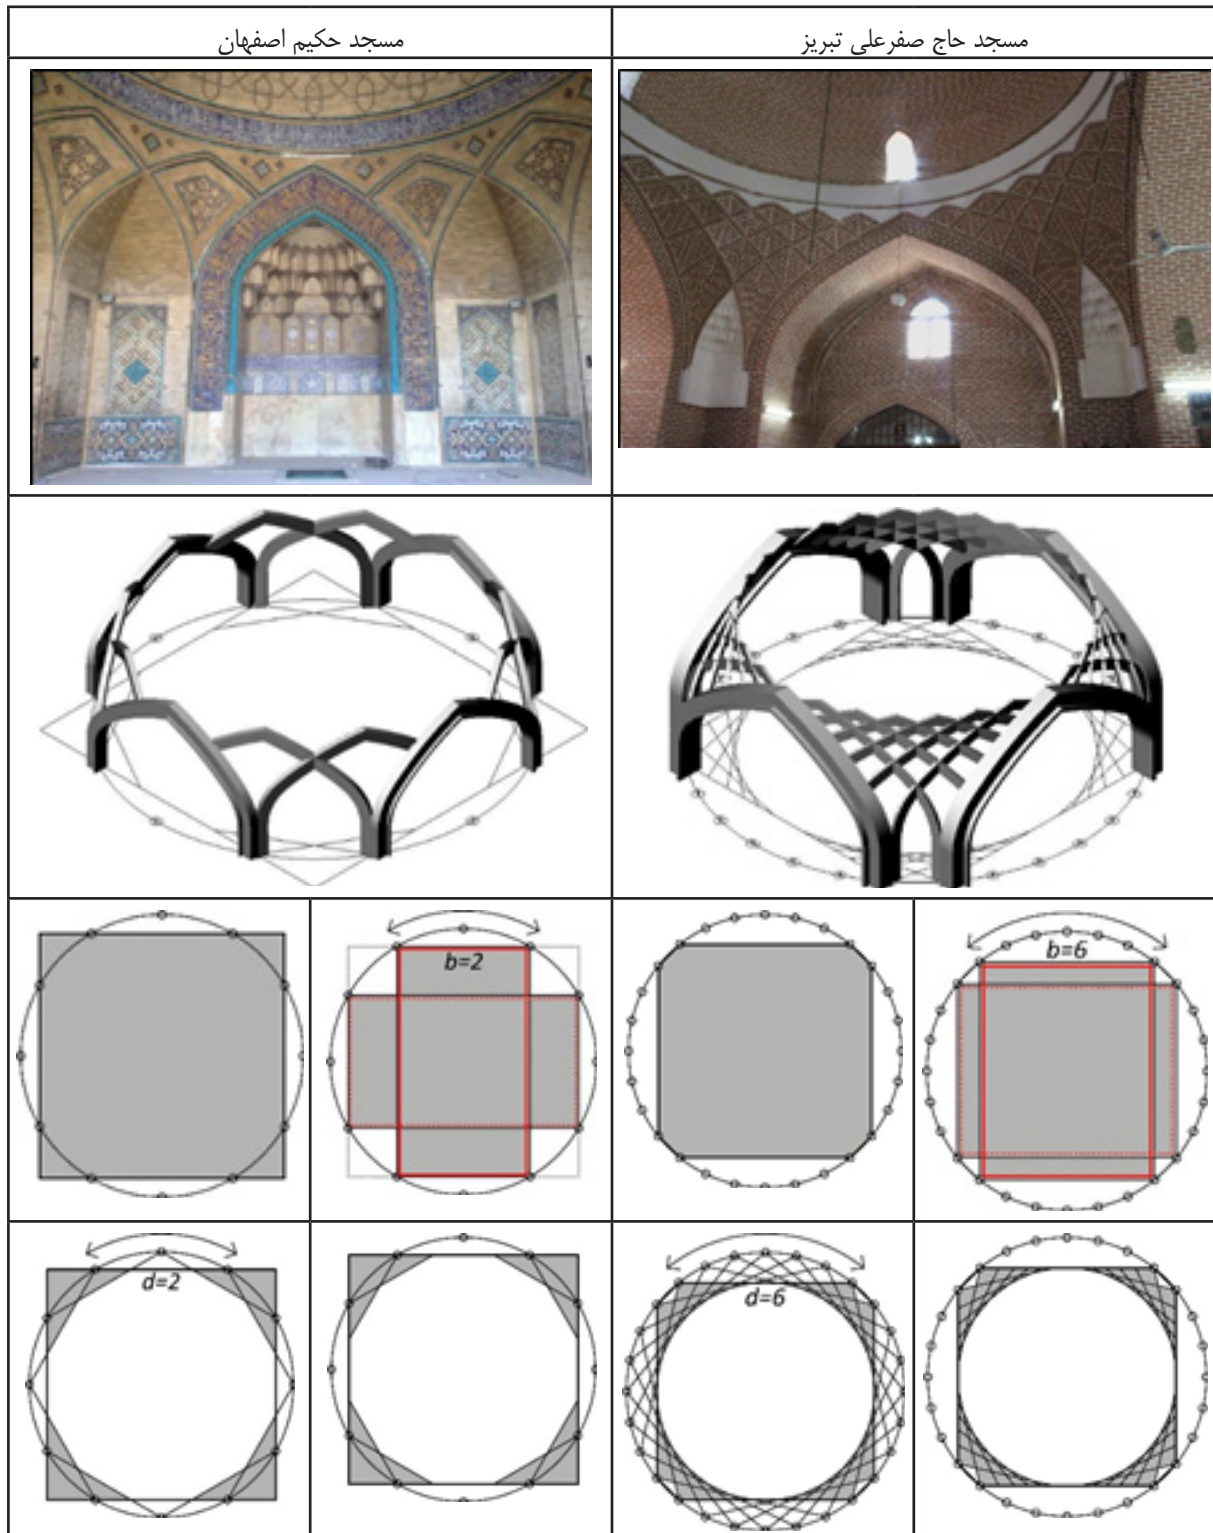 مسجد حاج صفرعلی تبریز
مسجد حکیم اصفهان
b=2
b=6
d=2
d=6